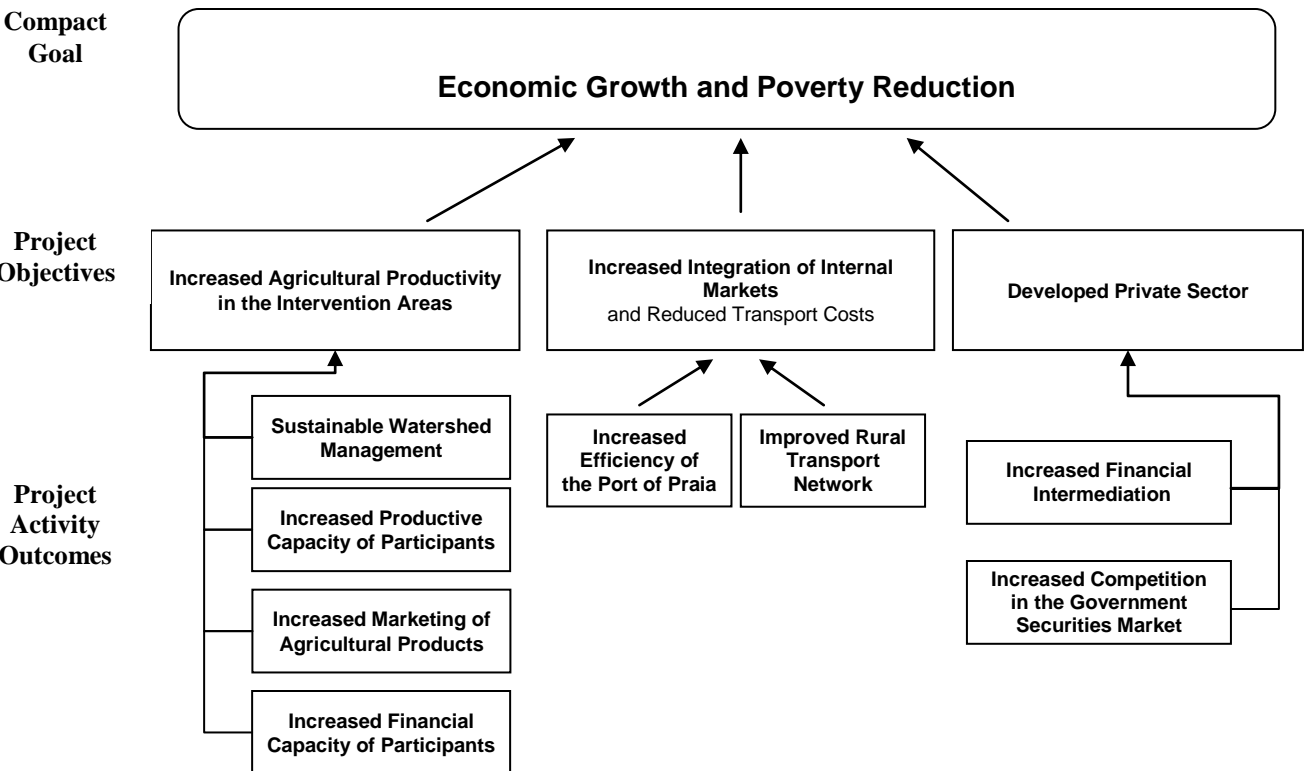 Compact
Goal
Economic Growth and Poverty Reduction
Project
Objectives
Increased Agricultural Productivity
in the Intervention Areas
Increased Integration of Internal
Markets
and Reduced Transport Costs
Developed Private Sector
Project
Activity
Outcomes
Sustainable Watershed
Management
Increased Productive
Capacity of Participants
Increased Marketing of
Agricultural Products
Increased Financial
Capacity of Participants
Increased
Efficiency of
the Port of Praia
Improved Rural
Transport
Network
Increased Financial
Intermediation
Increased Competition
in the Government
Securities Market